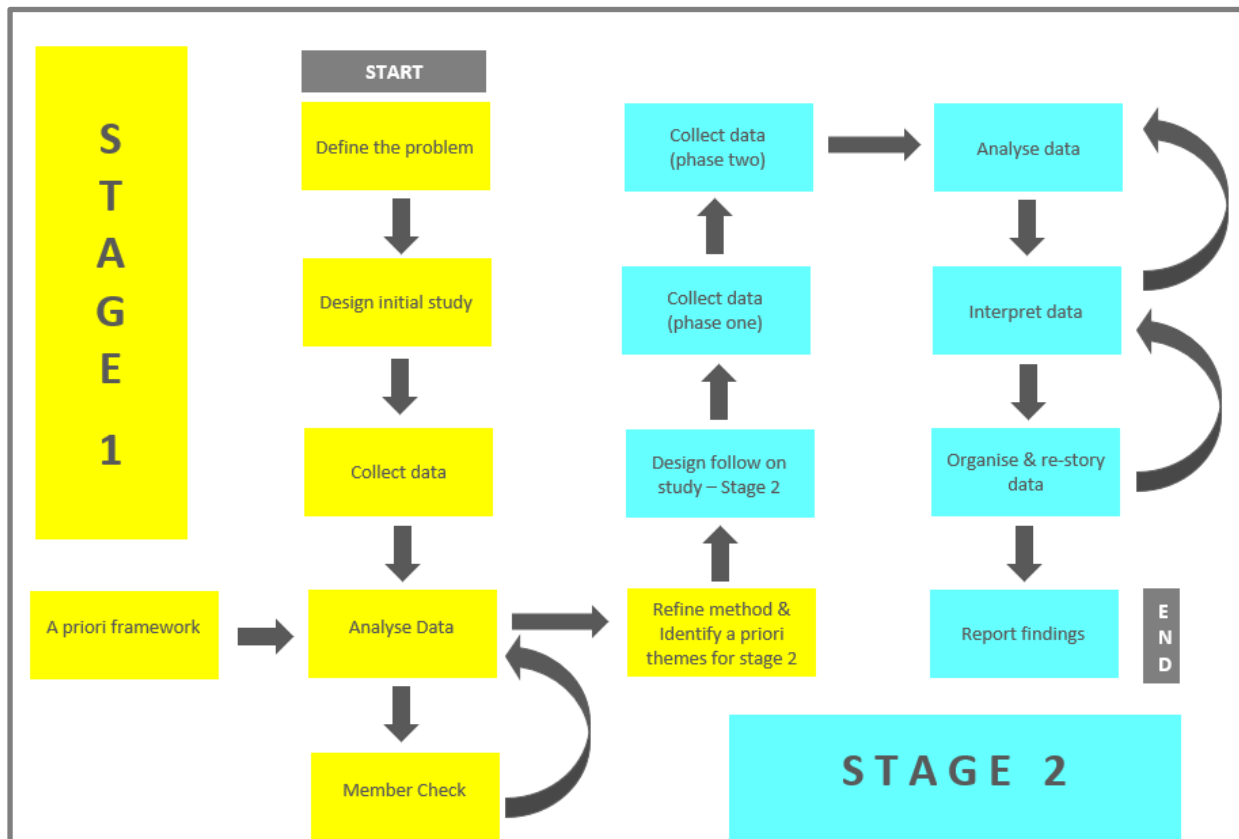 S
T
A
G
E
1
START
Define the problem
Design initial study
Collect data
A priori framework
Analyse Data
Member Check
Refine method &
Identify a priori
themes for stage 2
Design follow on
study – Stage 2
Collect data
(phase one)
Collect data
(phase two)
Analyse data
Interpret data
Organise & re-story
data
Report findings
E
N
D
STAGE 2